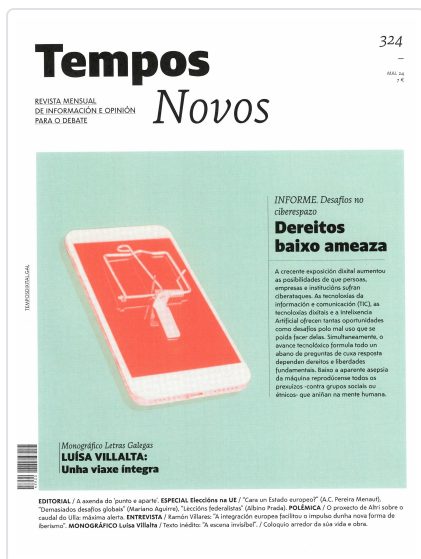 324
–
MAI. 24
7 €
Tempos
Novos
REVISTA MENSUAL
DE INFORMACIÓN E OPINIÓN
PARA O DEBATE
INFORME. Desafíos no
ciberespazo
Dereitos
baixo ameaza
A crecente exposición dixital aumentou
as posibilidades de que persoas,
empresas e institucións sufran
ciberataques. As tecnoloxías da
información e comunicación (TIC), as
tecnoloxías dixitais e a Intelixencia
Artificial ofrecen tantas oportunidades
como desafíos polo mal uso que se
poida facer delas. Simultaneamente, o
avance tecnolóxico formula todo un
abano de preguntas de cuxa resposta
dependen dereitos e liberdades
fundamentais. Baixo a aparente asepsia
da máquina reprodúcense todos os
prexuízos -contra grupos sociais ou
étnicos- que aniñan na mente humana.
TEMPOSDIXITAL.GAL
Monográfico Letras Galegas
LUÍSA VILLALTA:
Unha viaxe íntegra
EDITORIAL / A axenda do 'punto e aparte'. ESPECIAL Eleccións na UE / "Cara un Estado europeo?" (A.C. Pereira Menaut),
"Demasiados desafíos globais" (Mariano Aguirre), "Leccións federalistas" (Albino Prada). POLÉMICA / O proxecto de Altri sobre o
caudal do Ulla: máxima alerta. ENTREVISTA / Ramón Villares: "A integración europea facilitou o impulso dunha nova forma de
iberismo". MONOGRÁFICO Luísa Villalta / Texto inédito: "A escena invisíbel". / Coloquio arredor da súa vida e obra.